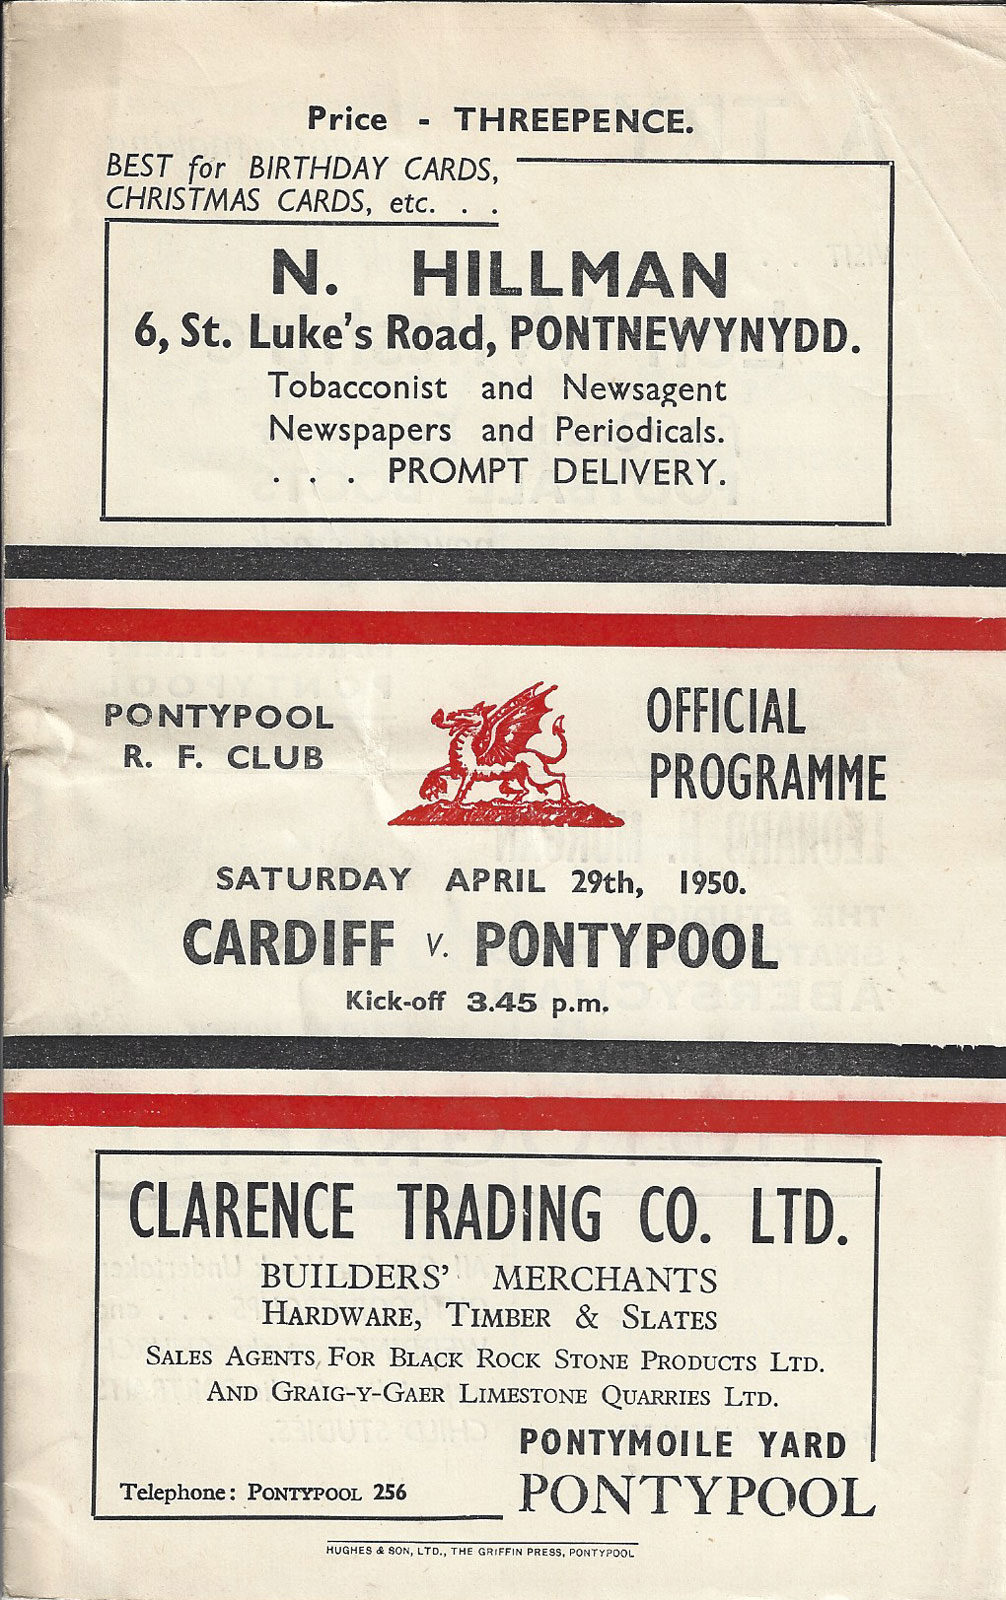 Price - THREEPENCE.
BEST for BIRTHDAY CARDS,
CHRISTMAS CARDS, etc. . .
N. HILLMAN
6, St. Luke's Road, PONTNEWYNYDD.
Tobacconist and Newsagent
Newspapers and Periodicals.
. . . PROMPT DELIVERY.
PONTYPOOL
R. F. CLUB
OFFICIAL
PROGRAMME
SATURDAY APRIL 29th, 1950.
CARDIFF v. PONTYPOOL
Kick-off 3.45 p.m.
CLARENCE TRADING CO. LTD.
BUILDERS' MERCHANTS
HARDWARE, TIMBER & SLATES
SALES AGENTS FOR BLACK ROCK STONE PRODUCTS LTD.
AND GRAIG-Y-GAER LIMESTONE QUARRIES LTD.
PONTYMOILE YARD
Telephone: PONTYPOOL 256
PONTYPOOL
HUGHES & SON, LTD., THE GRIFFIN PRESS, PONTYPOOL